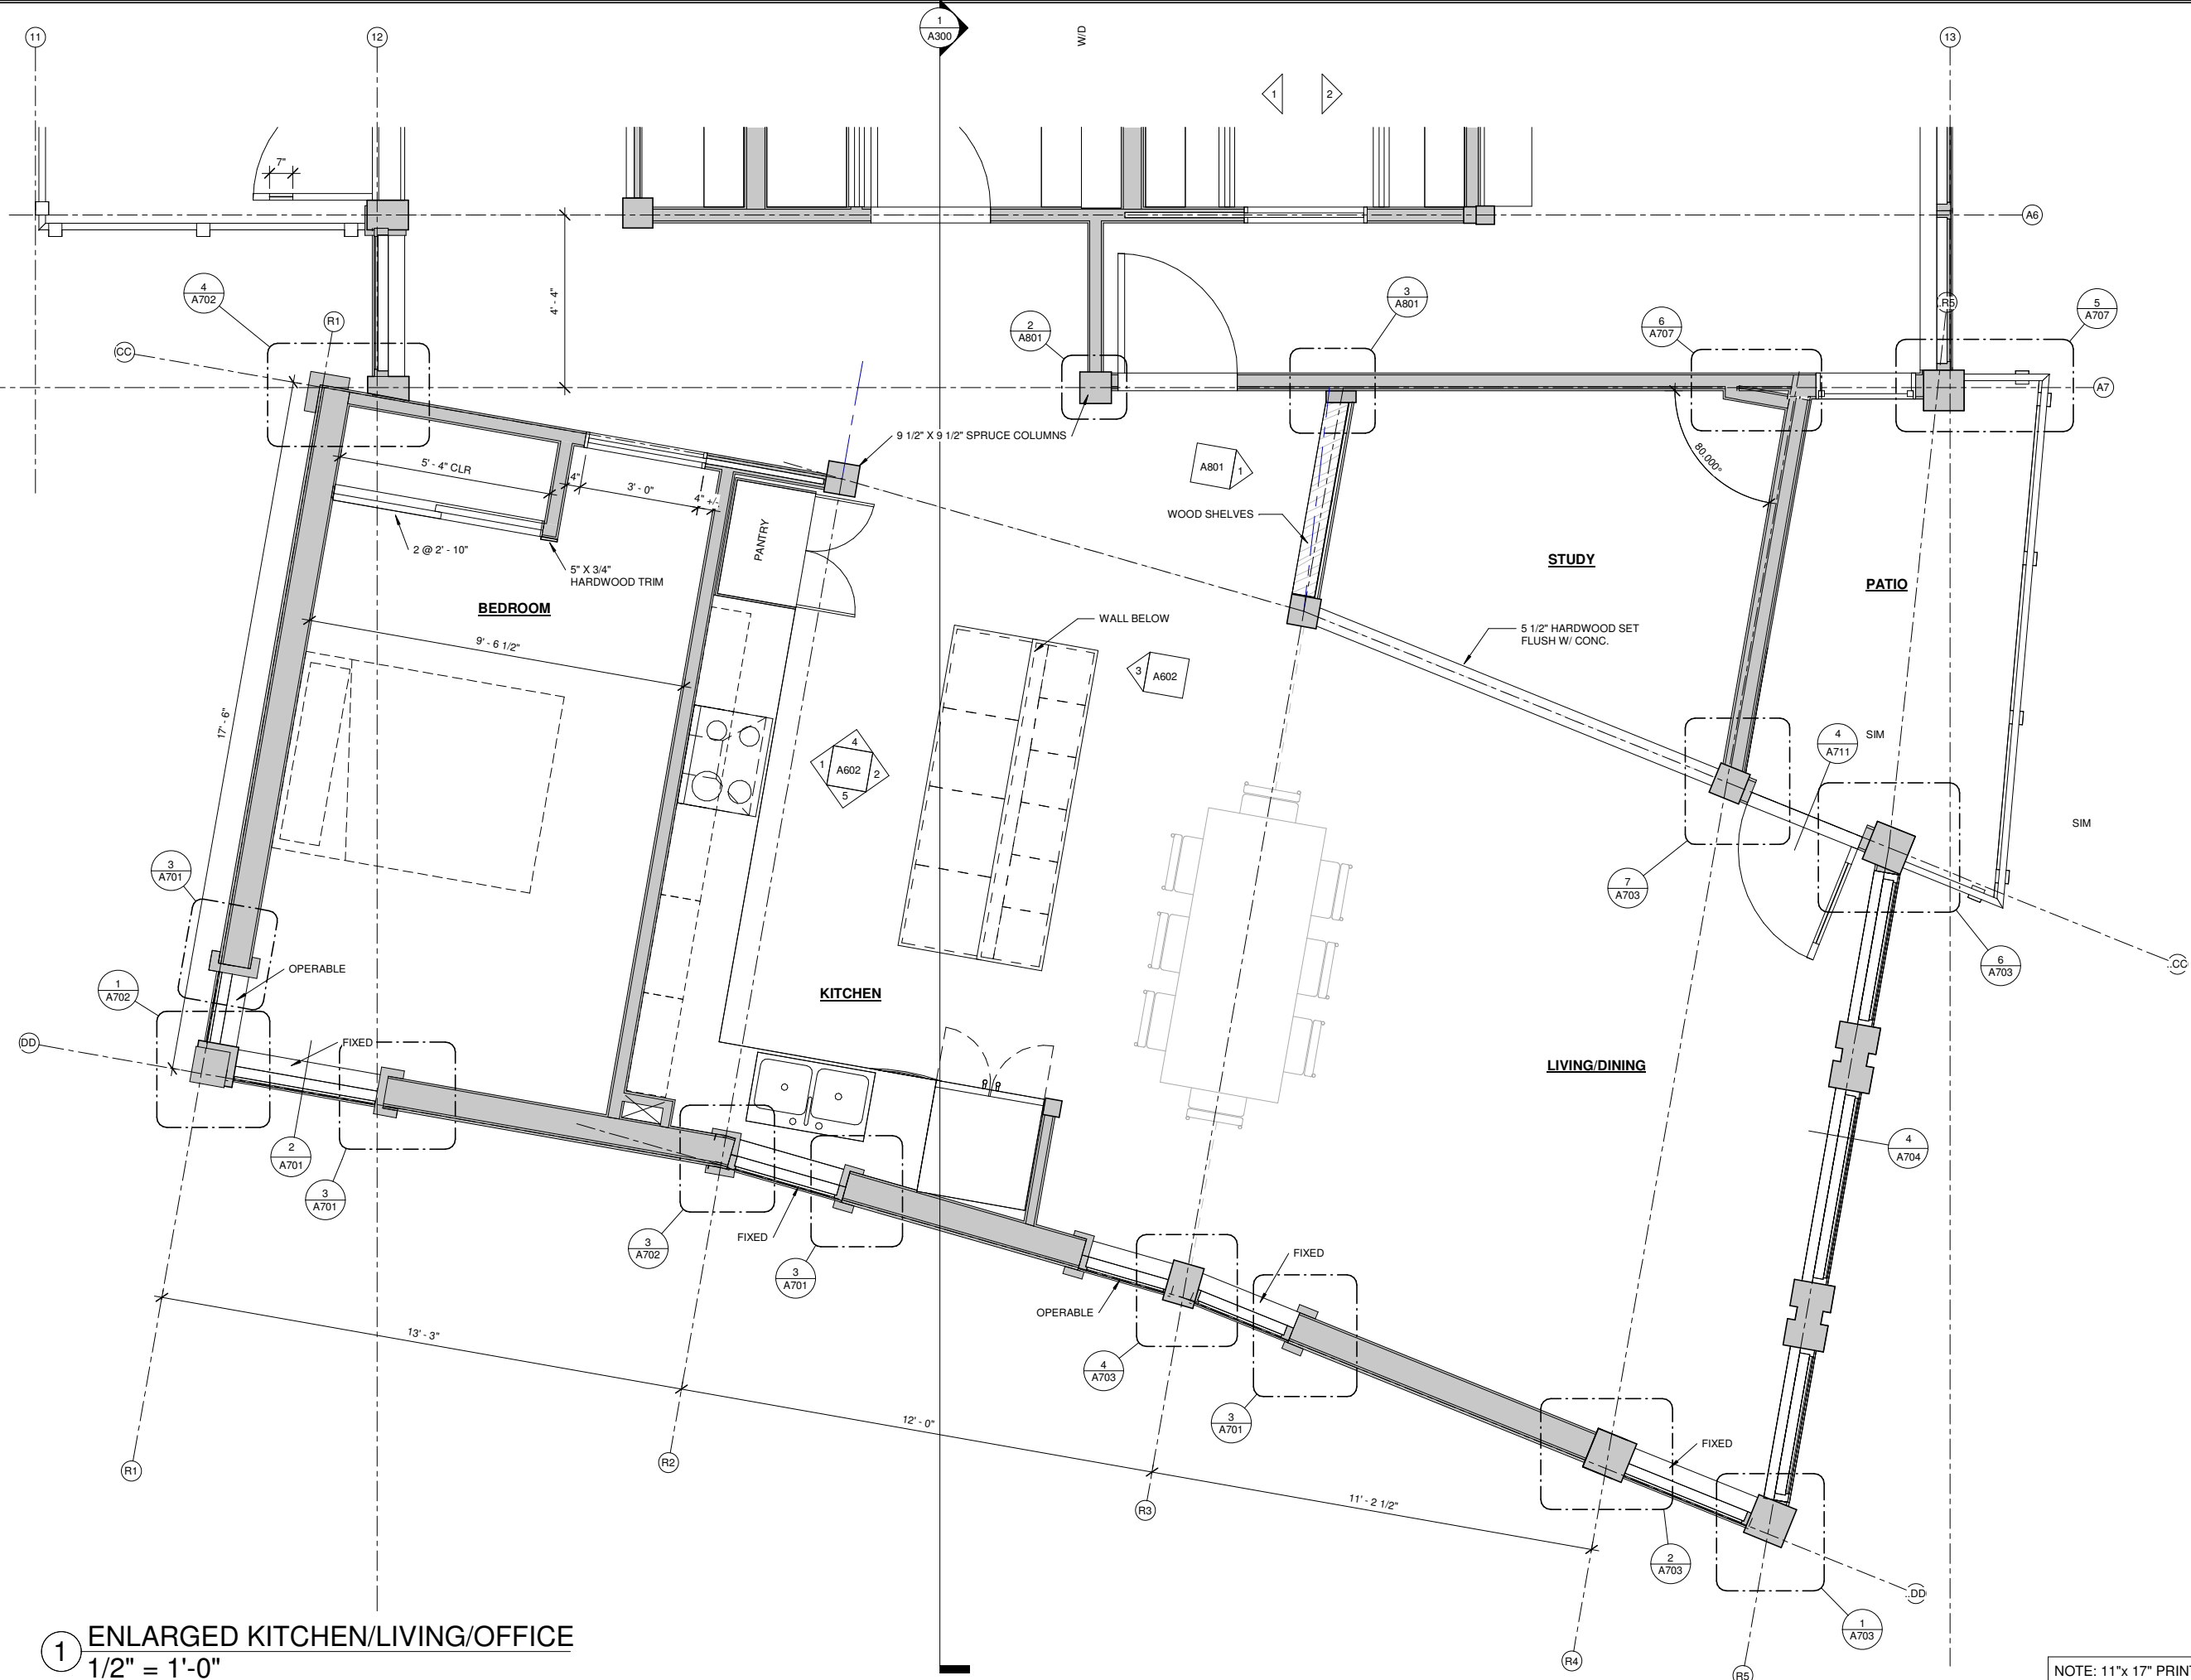 1
A300
W/D
11
12
13
1
2
7"
A6
4
A702
4' - 4"
3
A801
6
A707
.R5
5
A707
R1
2
A801
CC
A7
9 1/2" X 9 1/2" SPRUCE COLUMNS
5' - 4" CLR
4"
3' - 0"
4" +/-
A801
1
80.000°
WOOD SHELVES
PANTRY
2 @ 2' - 10"
5" X 3/4"
HARDWOOD TRIM
STUDY
PATIO
BEDROOM
WALL BELOW
5 1/2" HARDWOOD SET
FLUSH W/ CONC.
9' - 6 1/2"
3
A602
17' - 6"
4
1
A602
2
5
4
A711
SIM
SIM
3
A701
7
A703
OPERABLE
6
A703
..CC
1
A702
KITCHEN
DD
FIXED
LIVING/DINING
2
A701
4
A704
3
A701
3
A702
FIXED
3
A701
FIXED
OPERABLE
13' - 3"
4
A703
12' - 0"
3
A701
FIXED
R1
R2
R3
11' - 2 1/2"
2
A703
..DD
1
A703
R4
R5
1
ENLARGED KITCHEN/LIVING/OFFICE
1/2" = 1'-0"
NOTE: 11"x 17" PRINT